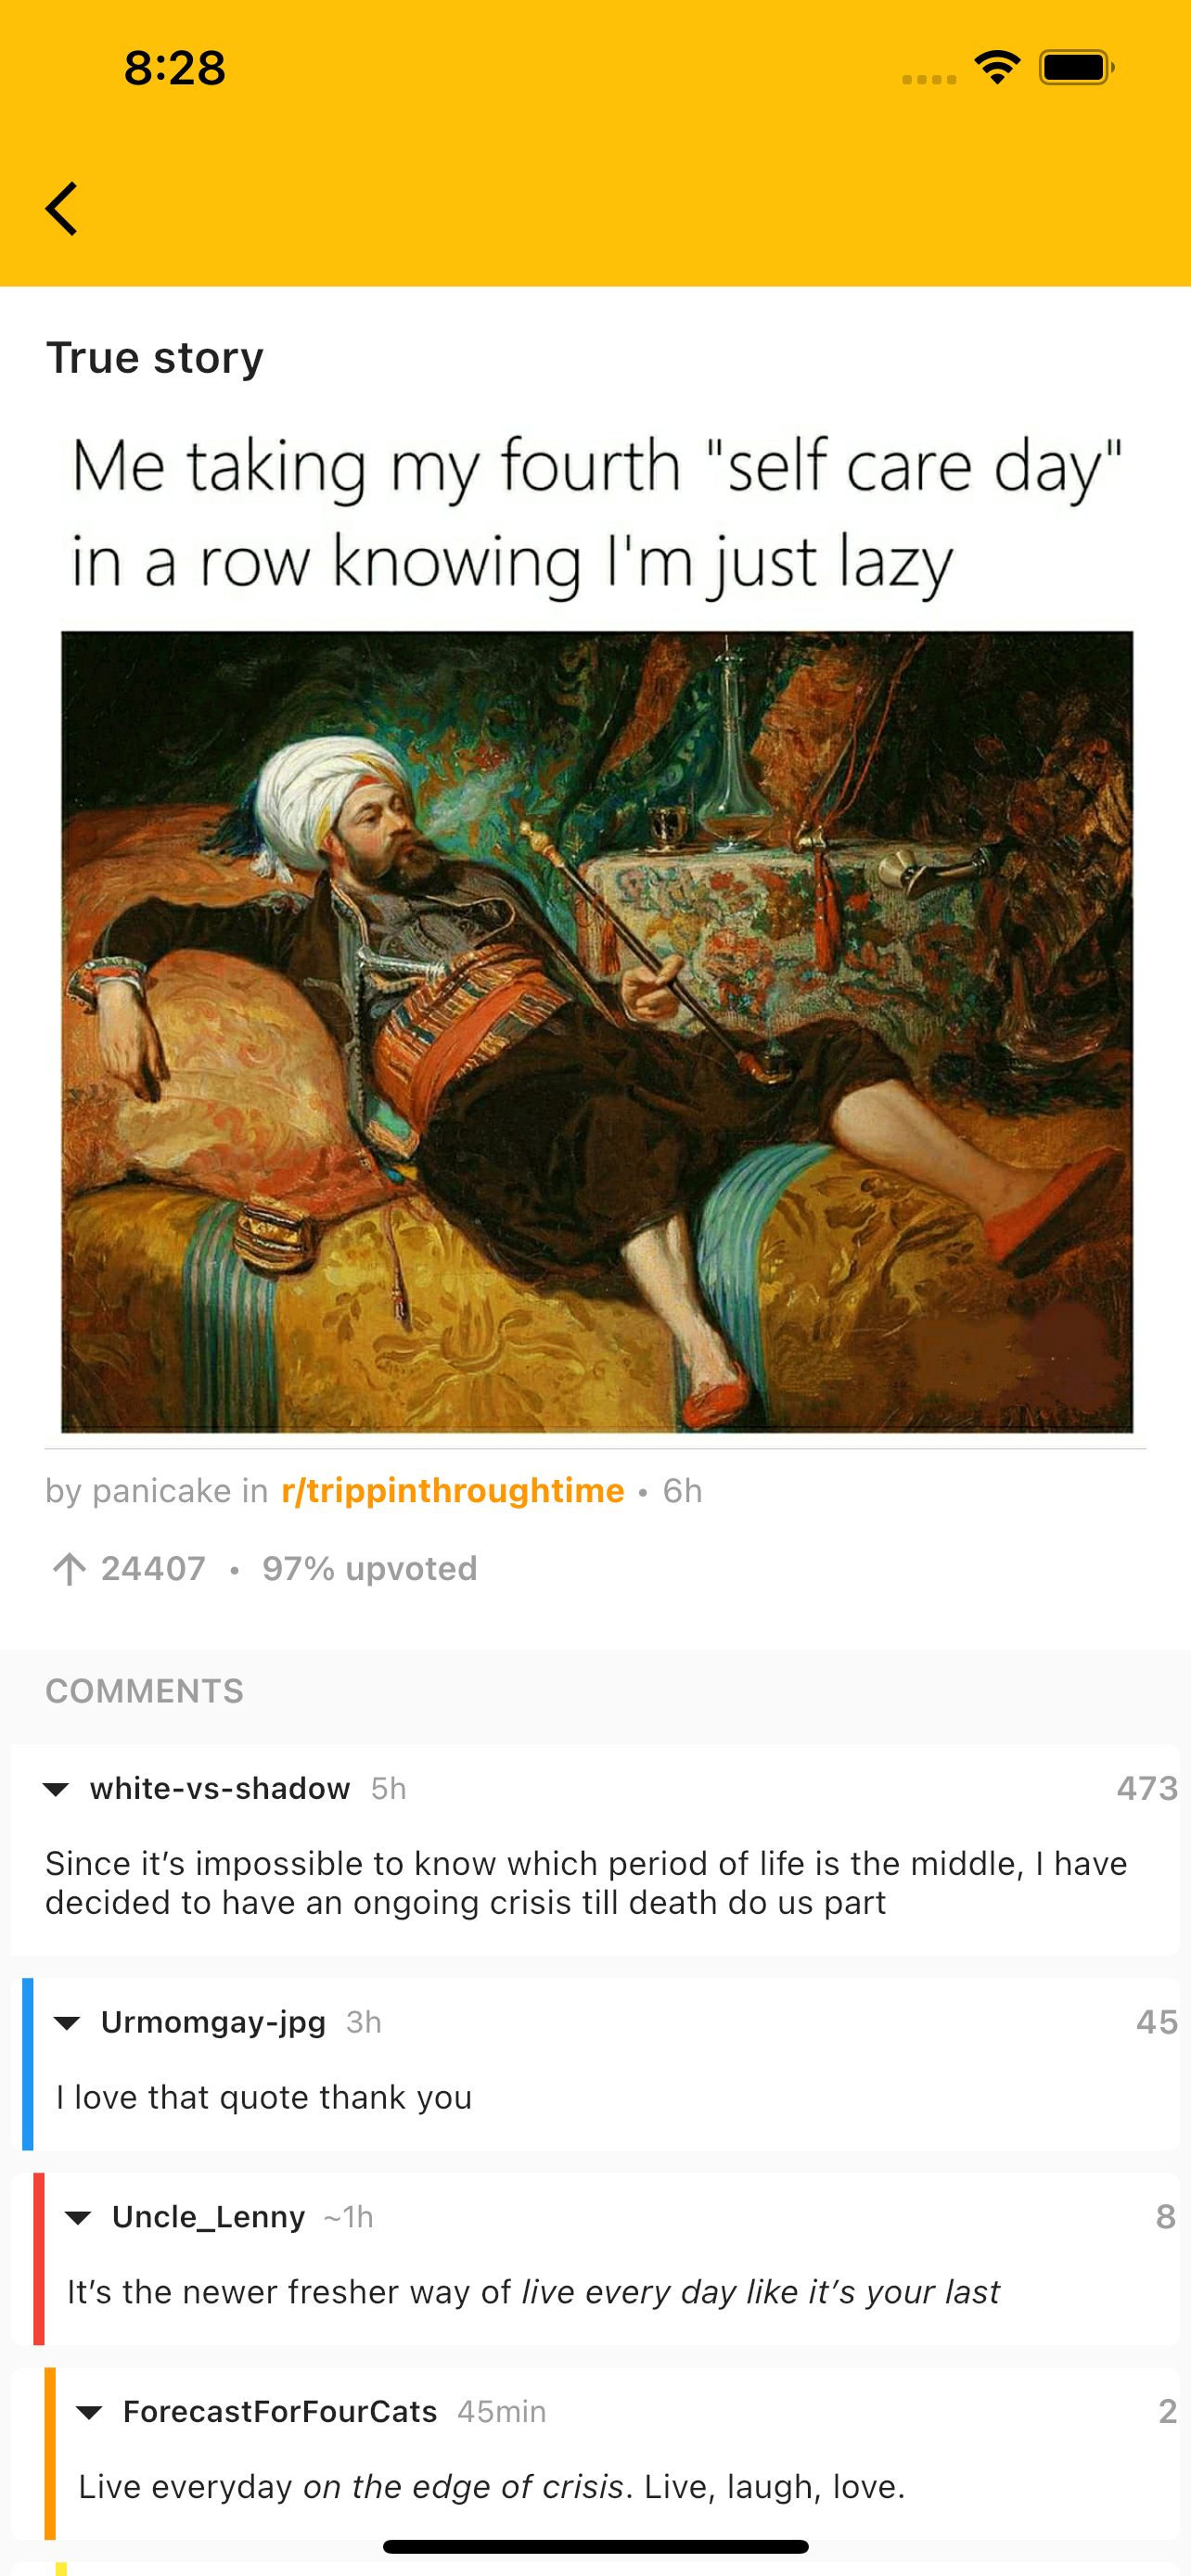 8:28
True story
Me taking my fourth "self care day"
in a row knowing I'm just lazy
by panicake in r/trippinthroughtime • 6h
24407 • 97% upvoted
COMMENTS
white-vs-shadow 5h 473
Since it’s impossible to know which period of life is the middle, I have
decided to have an ongoing crisis till death do us part
Urmomgay-jpg 3h 45
I love that quote thank you
Uncle_Lenny ~1h 8
It’s the newer fresher way of live every day like it’s your last
ForecastForFourCats 45min 2
Live everyday on the edge of crisis. Live, laugh, love.